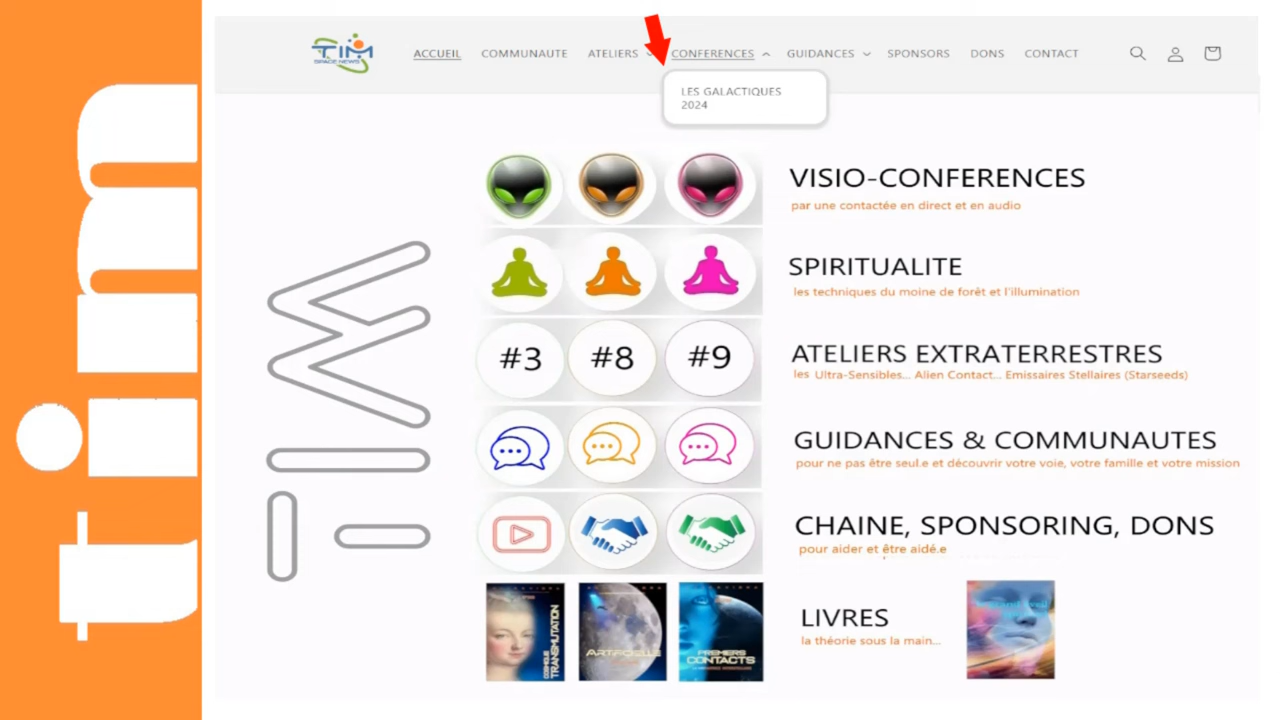 tim
TIM
SPACE NEWS
ACCUEIL COMMUNAUTE ATELIERS CONFERENCES GUIDANCES SPONSORS DONS CONTACT
LES GALACTIQUES
2024
VISIO-CONFERENCES
par une contactée en direct et en audio
SPIRITUALITE
les techniques du moine de forêt et l'illumination
#3 #8 #9
ATELIERS EXTRATERRESTRES
les Ultra-Sensibles... Alien Contact... Emissaires Stellaires (Starseeds)
GUIDANCES & COMMUNAUTES
pour ne pas être seul.e et découvrir votre voie, votre famille et votre mission
CHAINE, SPONSORING, DONS
pour aider et être aidé.e
COSMIQUE
TRANSMUTATION
ARTIFICIELLE
PREMIERS
CONTACTS
LIVRES
la théorie sous la main...